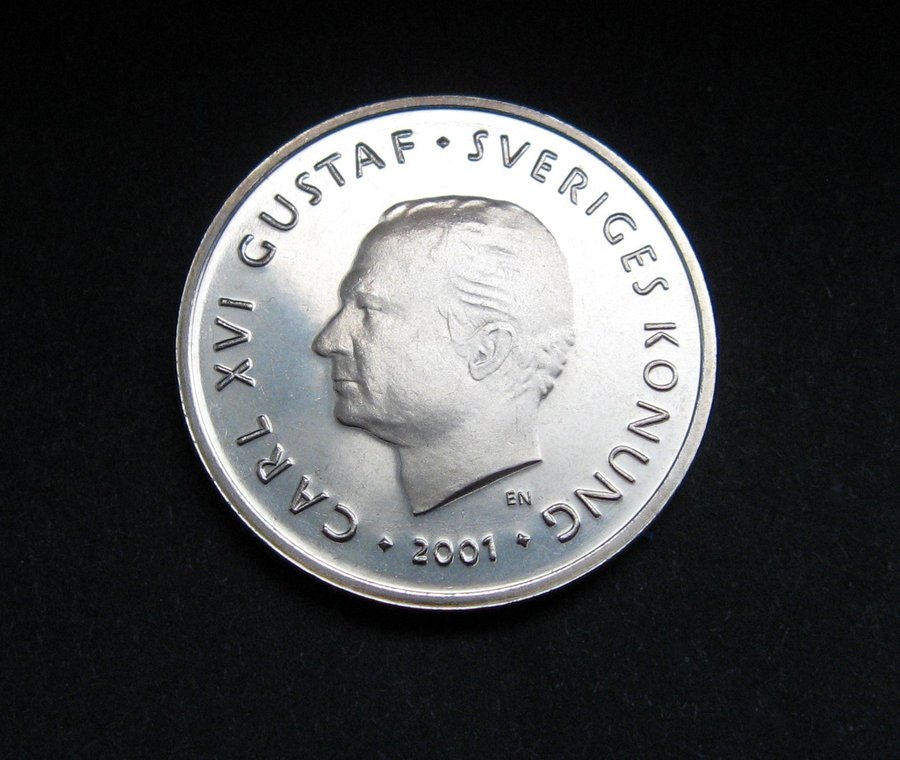 CARL XVI GUSTAF · SVERIGES KONUNG
EN
· 2001 ·